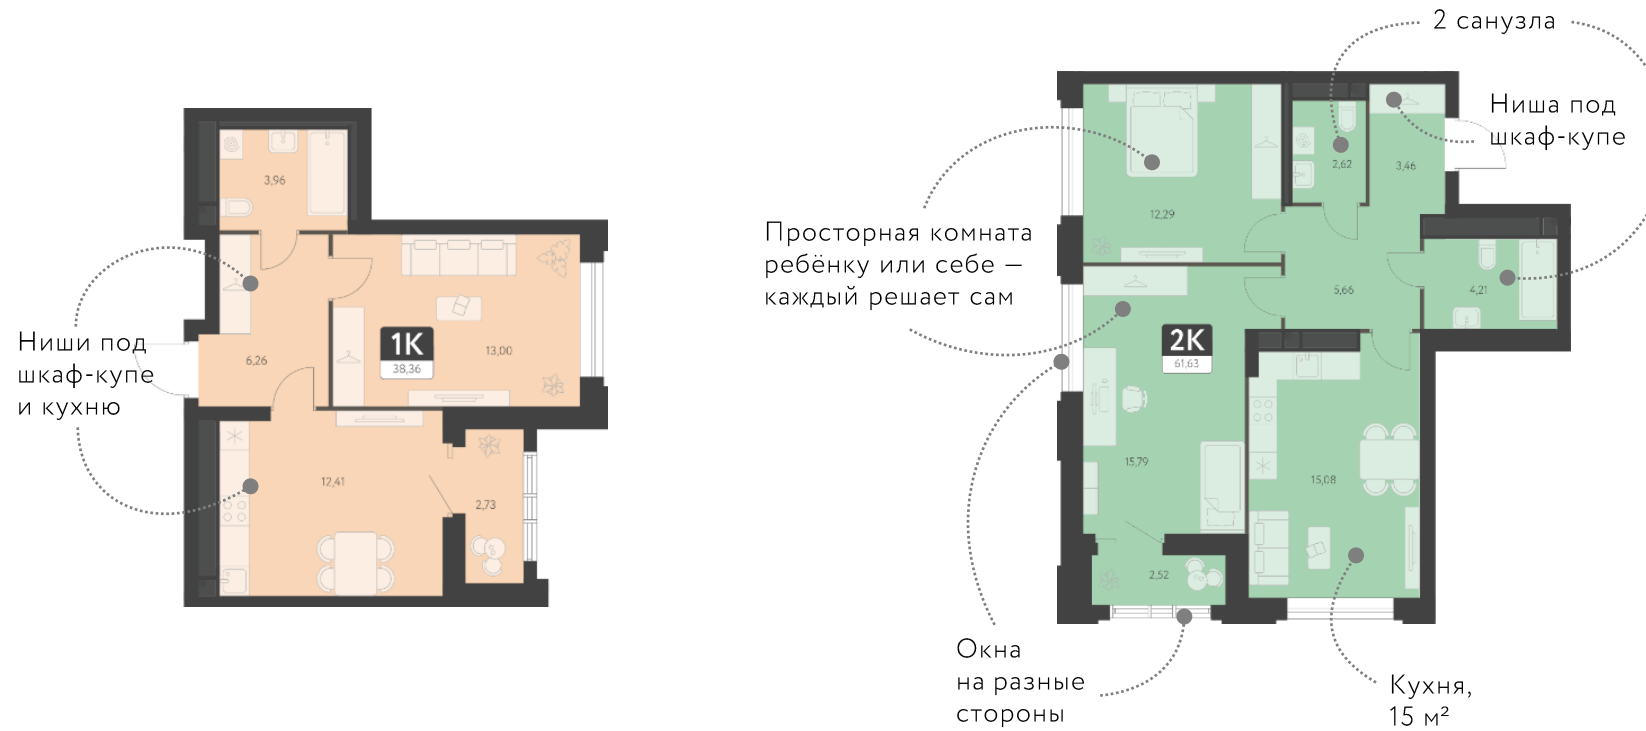 Ниши под
шкаф-купе
и кухню
3,96
6,26
1K
38,36
13,00
12,41
2,73
2 санузла
Ниша под
шкаф-купе
Просторная комната
ребёнку или себе —
каждый решает сам
12,29
2,62
3,46
5,66
4,21
2K
61,63
15,79
15,08
2,52
Окна
на разные
стороны
Кухня,
15 м²